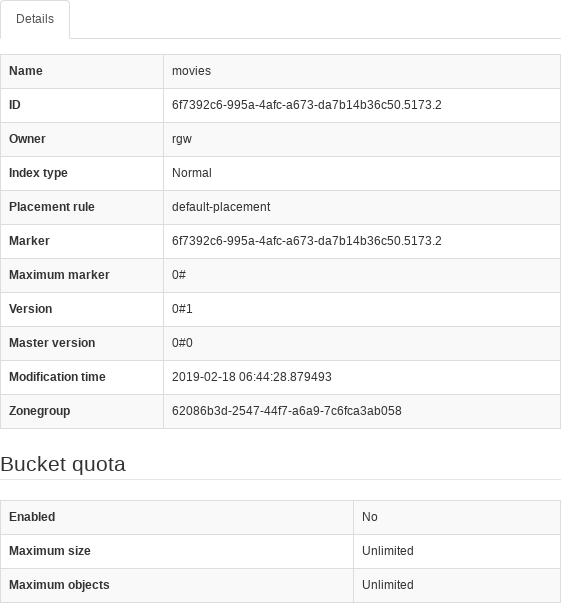 Details
Name movies
ID 6f7392c6-995a-4afc-a673-da7b14b36c50.5173.2
Owner rgw
Index type Normal
Placement rule default-placement
Marker 6f7392c6-995a-4afc-a673-da7b14b36c50.5173.2
Maximum marker 0#
Version 0#1
Master version 0#0
Modification time 2019-02-18 06:44:28.879493
Zonegroup 62086b3d-2547-44f7-a6a9-7c6fca3ab058
Bucket quota
Enabled No
Maximum size Unlimited
Maximum objects Unlimited